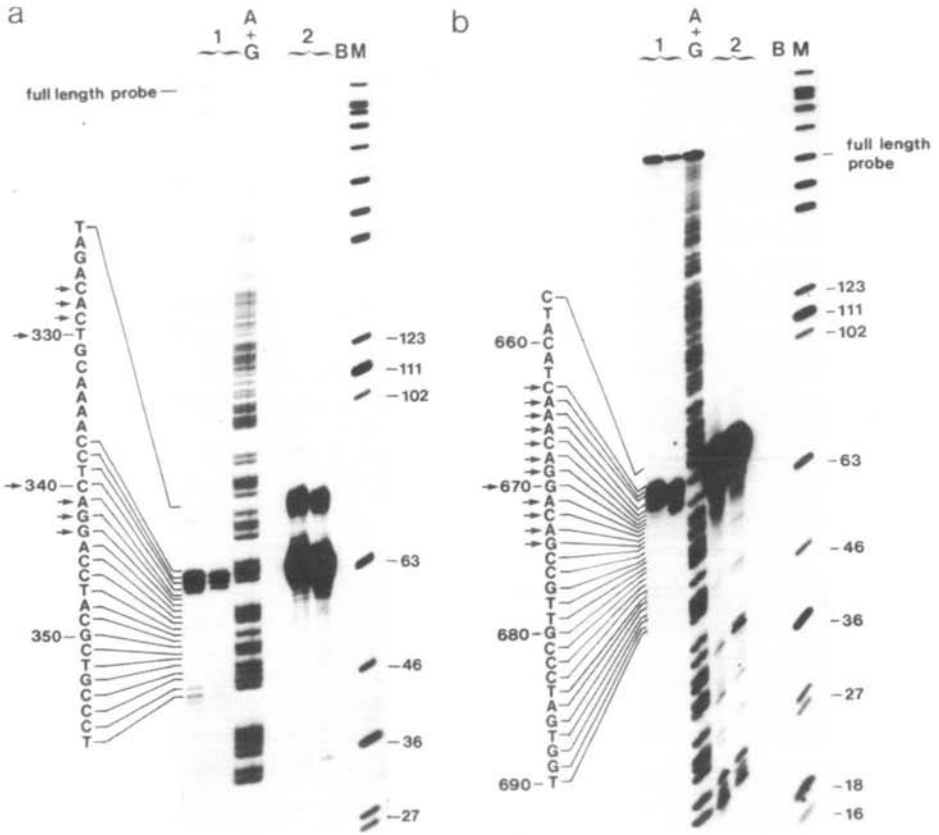 a
A
+
G
1
2
B M
full length probe
T
A
G
A
C
A
C
330- T
G
C
A
A
A
A
C
C
T
340- C
A
G
G
A
C
C
T
A
C
350- G
C
T
G
C
C
C
T
-123
-111
-102
-63
-46
-36
-27
b
A
+
G
1
2
B M
full length
probe
C
T
A
660- C
A
T
C
A
A
A
C
A
G
670- G
A
C
A
G
C
C
G
T
T
680- G
C
C
C
T
A
G
T
G
G
690- T
-123
-111
-102
-63
-46
-36
-27
-18
-16